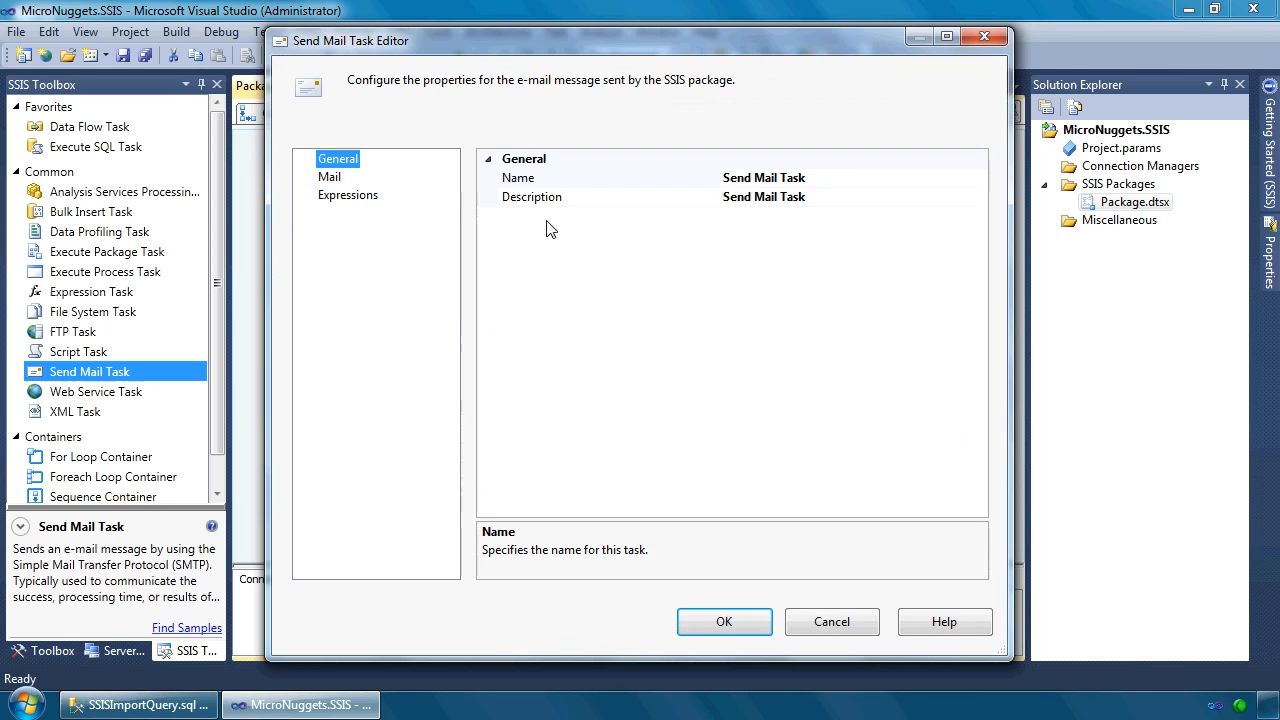 MicroNuggets.SSIS - Microsoft Visual Studio (Administrator)
File Edit View Project Build Debug Te
Send Mail Task Editor
SSIS Toolbox
Favorites
Data Flow Task
Execute SQL Task
Common
Analysis Services Processin...
Bulk Insert Task
Data Profiling Task
Execute Package Task
Execute Process Task
Expression Task
File System Task
FTP Task
Script Task
Send Mail Task
Web Service Task
XML Task
Containers
For Loop Container
Foreach Loop Container
Sequence Container
Send Mail Task
Sends an e-mail message by using the
Simple Mail Transfer Protocol (SMTP).
Typically used to communicate the
success, processing time, or results of...
Find Samples
Toolbox Server... SSIS T...
Packa
Conn
Configure the properties for the e-mail message sent by the SSIS package.
General
Mail
Expressions
General
Name Send Mail Task
Description Send Mail Task
Name
Specifies the name for this task.
OK Cancel Help
Solution Explorer
MicroNuggets.SSIS
Project.params
Connection Managers
SSIS Packages
Package.dtsx
Miscellaneous
Getting Started (SSIS)
Properties
Ready
SSISImportQuery.sql ... MicroNuggets.SSIS - ...